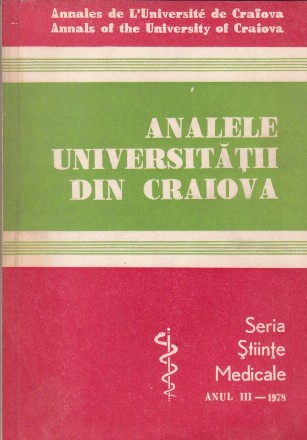 Annales de L'Université de Craïova
Annals of the University of Craiova
ANALELE
UNIVERSITĂŢII
DIN CRAIOVA
Seria
Ştiinţe
Medicale
ANUL III — 1978